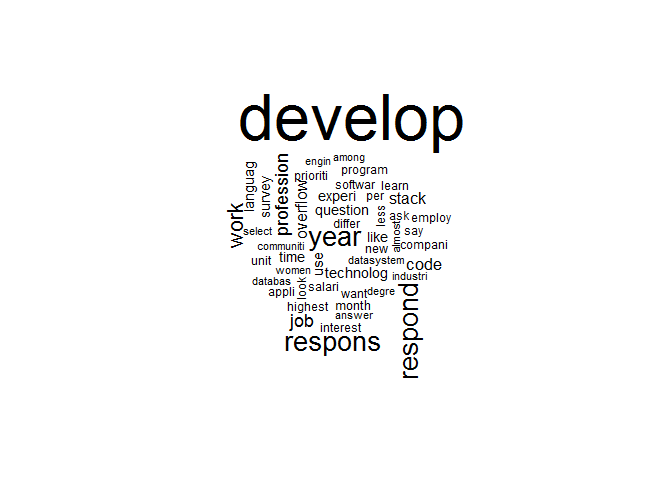 develop
engin
among
prioriti
program
languag
survey
profession
overflow
softwar
learn
experi
per
stack
work
select
question
less
ask
employ
differ
year
like
almost
say
communiti
new
compani
unit
time
use
datasystem
code
women
technolog
industri
databas
appli
look
salari
want
degre
highest
month
job
answer
interest
respons
respond